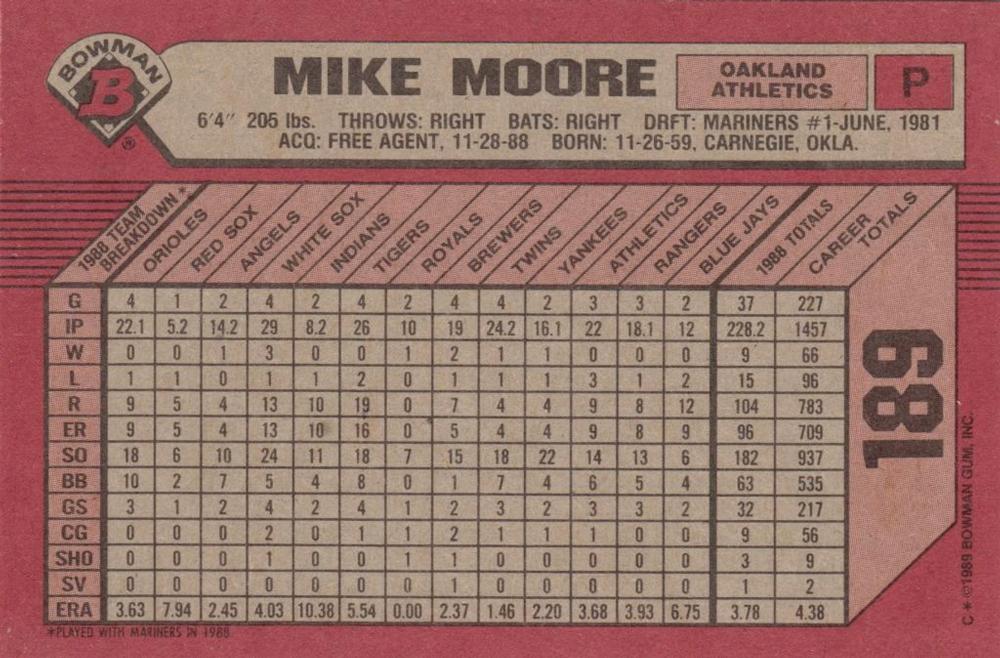 BOWMAN
B
®
MIKE MOORE
OAKLAND
ATHLETICS
P
6'4" 205 lbs. THROWS: RIGHT BATS: RIGHT DRFT: MARINERS #1-JUNE, 1981
ACQ: FREE AGENT, 11-28-88 BORN: 11-26-59, CARNEGIE, OKLA.
1988 TEAM BREAKDOWN* ORIOLES RED SOX ANGELS WHITE SOX INDIANS TIGERS ROYALS BREWERS TWINS YANKEES ATHLETICS RANGERS BLUE JAYS 1988 TOTALS CAREER TOTALS
G 4 1 2 4 2 4 2 4 4 2 3 3 2 37 227
IP 22.1 5.2 14.2 29 8.2 26 10 19 24.2 16.1 22 18.1 12 228.2 1457
W 0 0 1 3 0 0 1 2 1 1 0 0 0 9 66
L 1 1 0 1 1 2 0 1 1 1 3 1 2 15 96
R 9 5 4 13 10 19 0 7 4 4 9 8 12 104 783
ER 9 5 4 13 10 16 0 5 4 4 9 8 9 96 709
SO 18 6 10 24 11 18 7 15 18 22 14 13 6 182 937
BB 10 2 7 5 4 8 0 1 7 4 6 5 4 63 535
GS 3 1 2 4 2 4 1 2 3 2 3 3 2 32 217
CG 0 0 0 2 0 1 1 2 1 1 1 0 0 9 56
SHO 0 0 0 1 0 0 1 1 0 0 0 0 0 3 9
SV 0 0 0 0 0 0 0 1 0 0 0 0 0 1 2
ERA 3.63 7.94 2.45 4.03 10.38 5.54 0.00 2.37 1.46 2.20 3.68 3.93 6.75 3.78 4.38
*PLAYED WITH MARINERS IN 1988
189
C*©1989 BOWMAN GUM, INC.